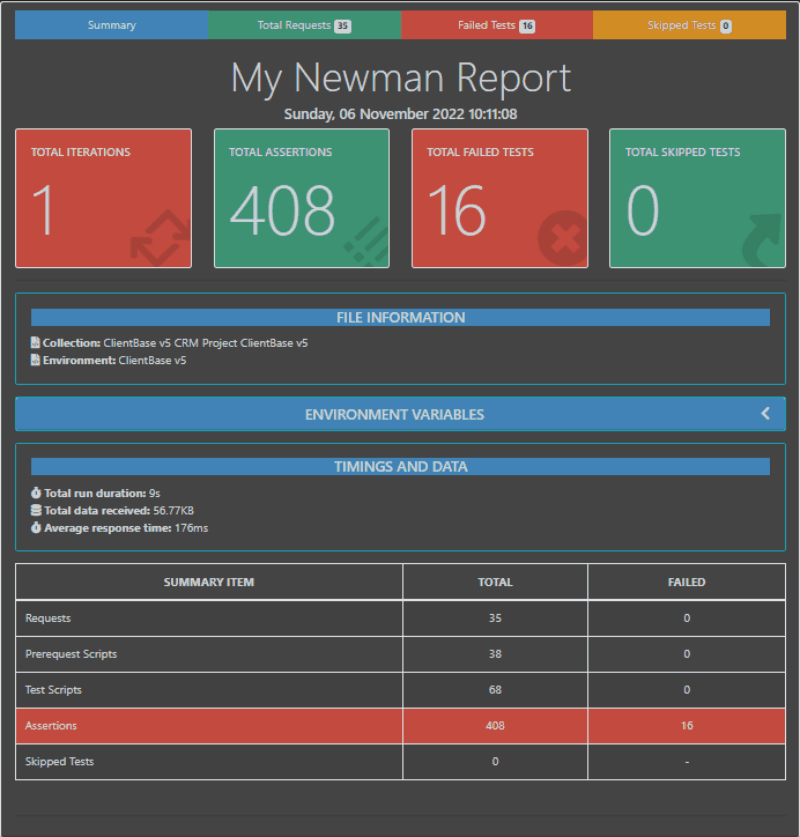 Summary Total Requests 35 Failed Tests 16 Skipped Tests 0
My Newman Report
Sunday, 06 November 2022 10:11:08
TOTAL ITERATIONS TOTAL ASSERTIONS TOTAL FAILED TESTS TOTAL SKIPPED TESTS
1 408 16 0
FILE INFORMATION
Collection: ClientBase v5 CRM Project ClientBase v5
Environment: ClientBase v5
ENVIRONMENT VARIABLES
TIMINGS AND DATA
Total run duration: 9s
Total data received: 56.77KB
Average response time: 176ms
SUMMARY ITEM TOTAL FAILED
Requests 35 0
Prerequest Scripts 38 0
Test Scripts 68 0
Assertions 408 16
Skipped Tests 0 -